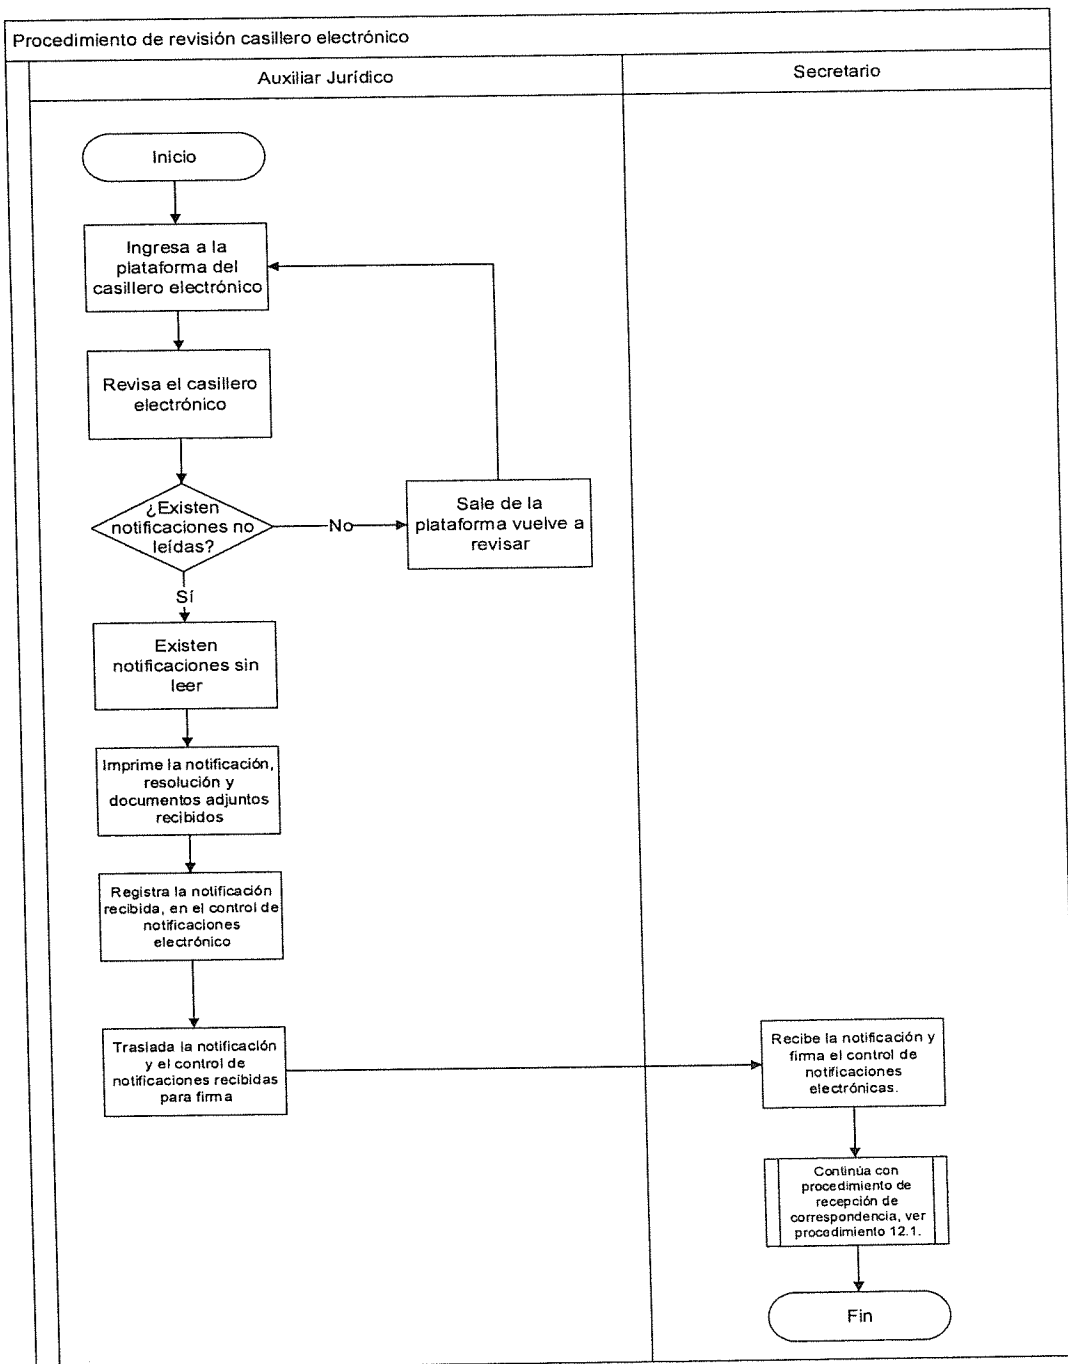 Procedimiento de revisión casillero electrónico
Auxiliar Jurídico
Secretario
Inicio
Ingresa a la
plataforma del
casillero electrónico
Revisa el casillero
electrónico
¿Existen
notificaciones no
leídas?
No
Sale de la
plataforma vuelve a
revisar
Sí
Existen
notificaciones sin
leer
Imprime la notificación,
resolución y
documentos adjuntos
recibidos
Registra la notificación
recibida, en el control de
notificaciones
electrónico
Traslada la notificación
y el control de
notificaciones recibidas
para firma
Recibe la notificación y
firma el control de
notificaciones
electrónicas.
Continúa con
procedimiento de
recepción de
correspondencia, ver
procedimiento 12.1.
Fin